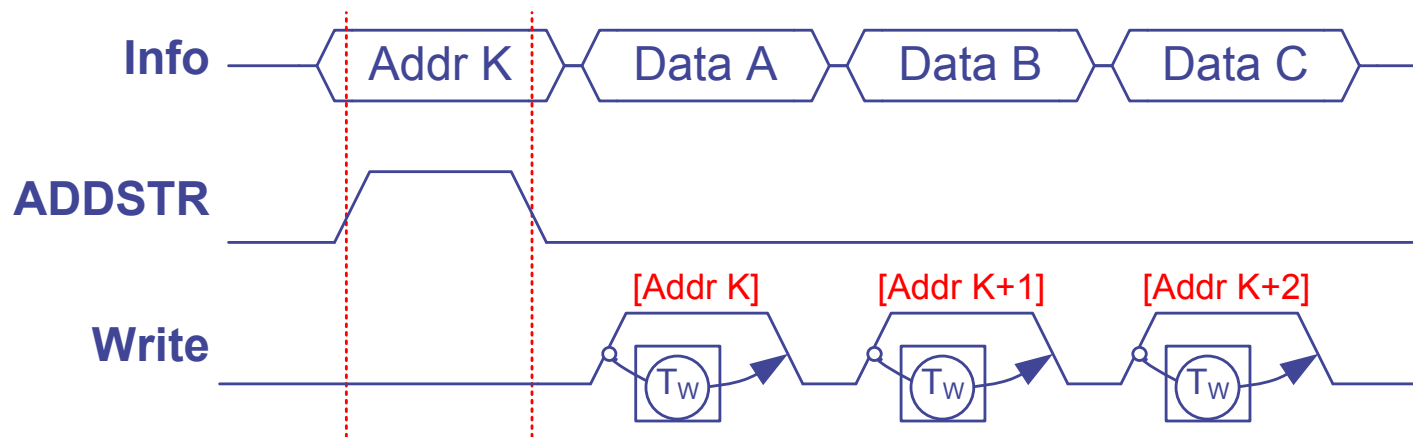 Info Addr K Data A Data B Data C
ADDSTR
[Addr K] [Addr K+1] [Addr K+2]
Write
TW TW TW